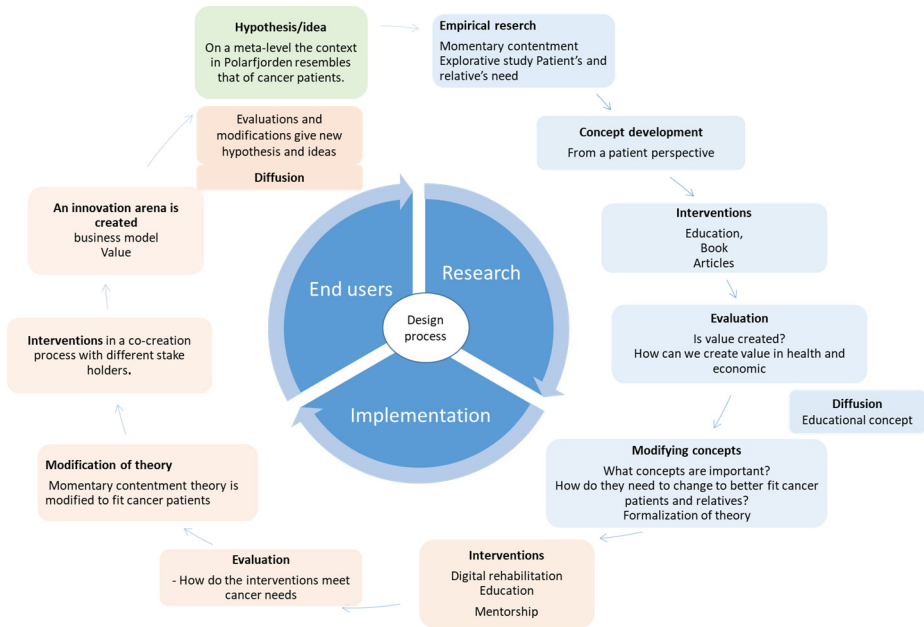 Hypothesis/idea
On a meta-level the context
in Polarfjorden resembles
that of cancer patients.
Empirical reserch
Momentary contentment
Explorative study Patient's and
relative's need
Concept development
From a patient perspective
Interventions
Education,
Book
Articles
Evaluation
Is value created?
How can we create value in health and
economic
Diffusion
Educational concept
Modifying concepts
What concepts are important?
How do they need to change to better fit cancer
patients and relatives?
Formalization of theory
Interventions
Digital rehabilitation
Education
Mentorship
Evaluation
- How do the interventions meet
cancer needs
Modification of theory
Momentary contentment theory is
modified to fit cancer patients
Interventions in a co-creation
process with different stake
holders.
An innovation arena is
created
business model
Value
Evaluations and
modifications give new
hypothesis and ideas
Diffusion
End users
Research
Design
process
Implementation